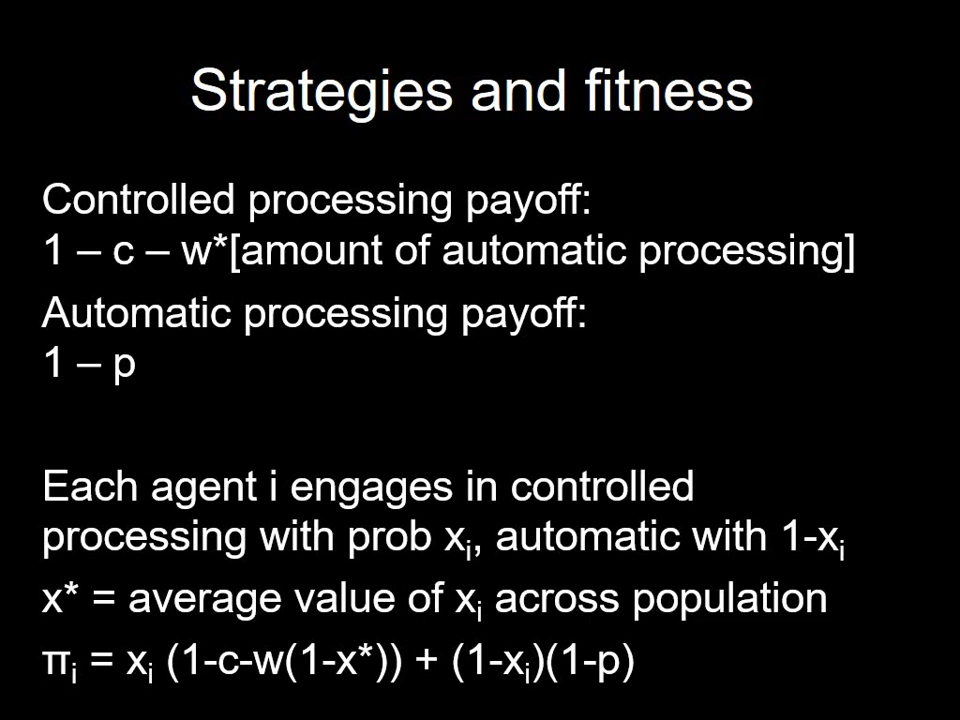 Strategies and fitness
Controlled processing payoff:
1 – c – w*[amount of automatic processing]
Automatic processing payoff:
1 – p
Each agent i engages in controlled
processing with prob xᵢ, automatic with 1-xᵢ
x* = average value of xᵢ across population
πᵢ = xᵢ (1-c-w(1-x*)) + (1-xᵢ)(1-p)